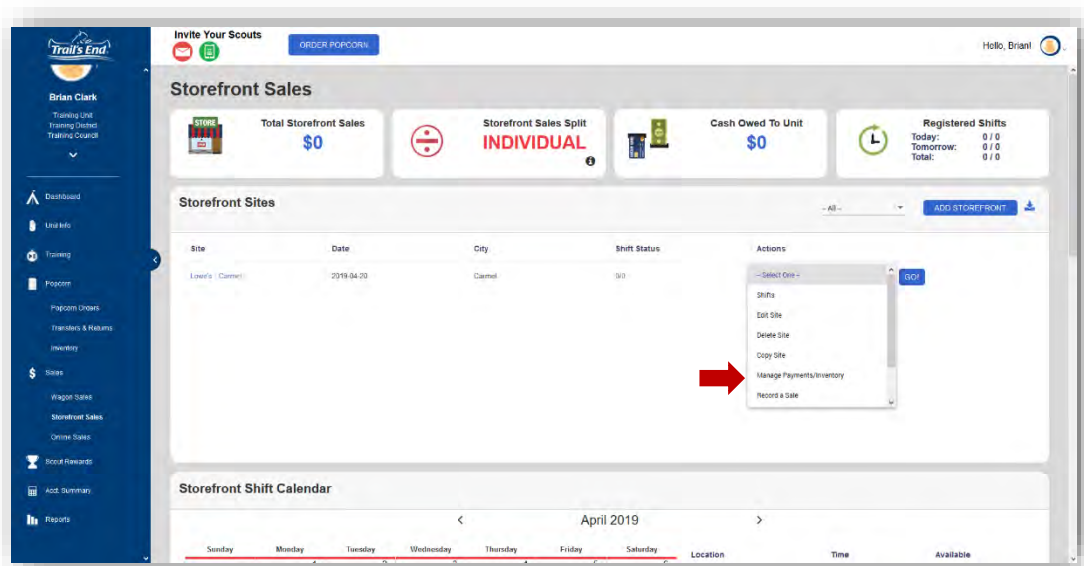 Trail's End
Invite Your Scouts
ORDER POPCORN
Hello, Brian!
Brian Clark
Training Unit
Training District
Training Council
Dashboard
Unit Info
Training
Popcorn
Popcorn Orders
Transfers & Returns
Inventory
Sales
Wagon Sales
Storefront Sales
Online Sales
Scout Rewards
Acct. Summary
Reports
Storefront Sales
STORE
Total Storefront Sales
$0
Storefront Sales Split
INDIVIDUAL
Cash Owed To Unit
$0
Registered Shifts
Today: 0 / 0
Tomorrow: 0 / 0
Total: 0 / 0
Storefront Sites
-- All --
ADD STOREFRONT
Site Date City Shift Status Actions
Lowe's - Carmel 2019-04-20 Carmel 0/0 -- Select One -- GO!
Shifts
Edit Site
Delete Site
Copy Site
Manage Payments/Inventory
Record a Sale
Storefront Shift Calendar
< April 2019 >
Sunday Monday Tuesday Wednesday Thursday Friday Saturday Location Time Available